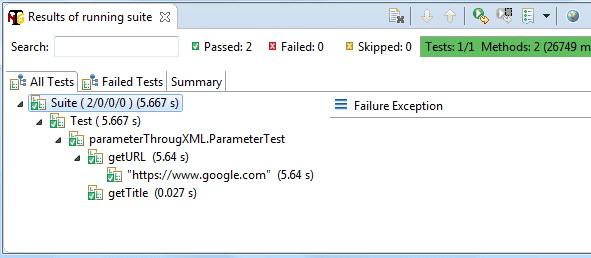 Results of running suite
Search: Passed: 2 Failed: 0 Skipped: 0 Tests: 1/1 Methods: 2 (26749 m
All Tests Failed Tests Summary
Suite ( 2/0/0/0 ) (5.667 s) Failure Exception
Test ( 5.667 s)
parameterThrougXML.ParameterTest
getURL (5.64 s)
"https://www.google.com" (5.64 s)
getTitle (0.027 s)